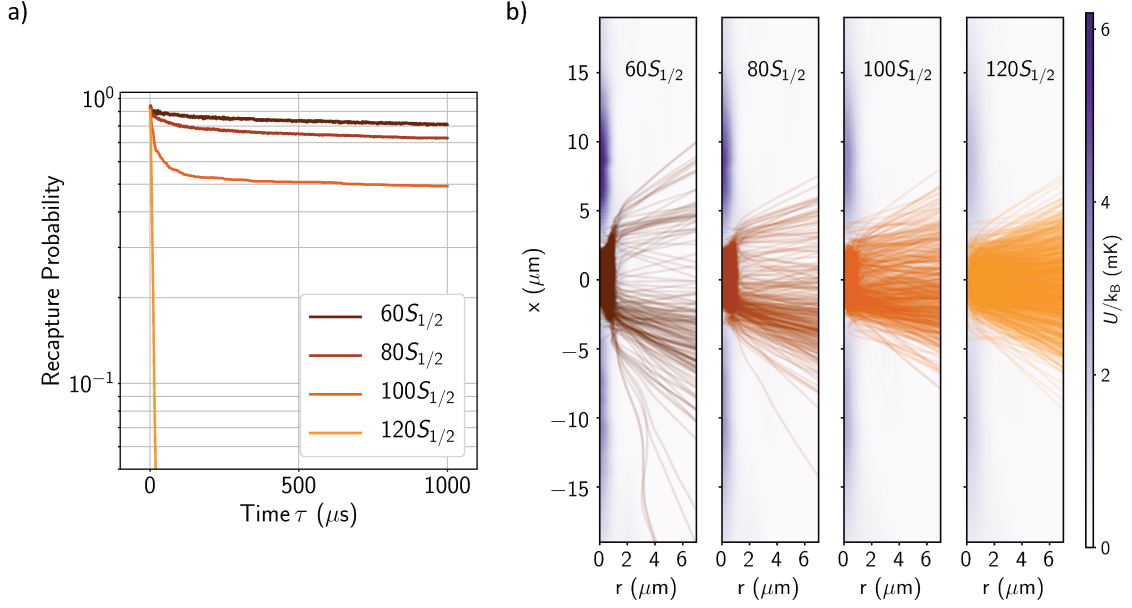 a)
Recapture Probability
10⁰
10⁻¹
0 500 1000
Time τ (μs)
60S₁/₂
80S₁/₂
100S₁/₂
120S₁/₂
b)
x (μm)
15
10
5
0
−5
−10
−15
60S₁/₂ 80S₁/₂ 100S₁/₂ 120S₁/₂
0 2 4 6 0 2 4 6 0 2 4 6 0 2 4 6
r (μm) r (μm) r (μm) r (μm)
6
4
2
0
U/k_B (mK)